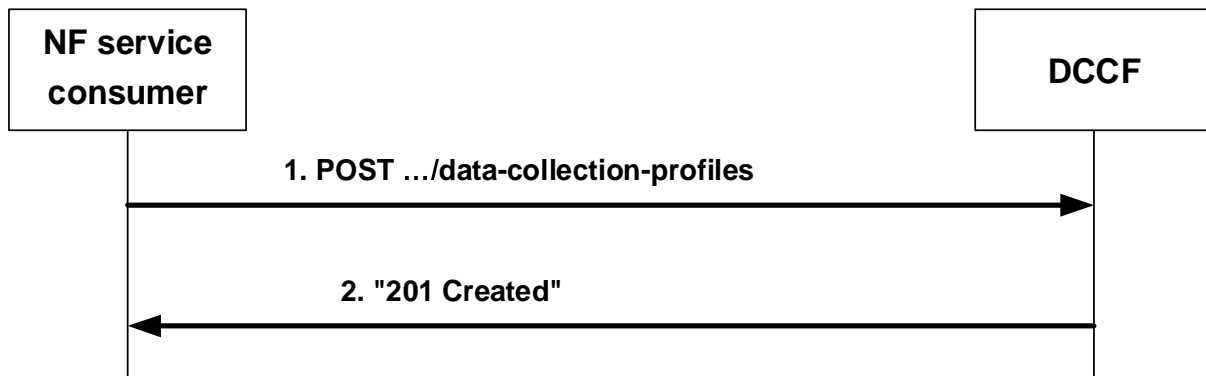 NF service
consumer
DCCF
1. POST …/data-collection-profiles
2. "201 Created"